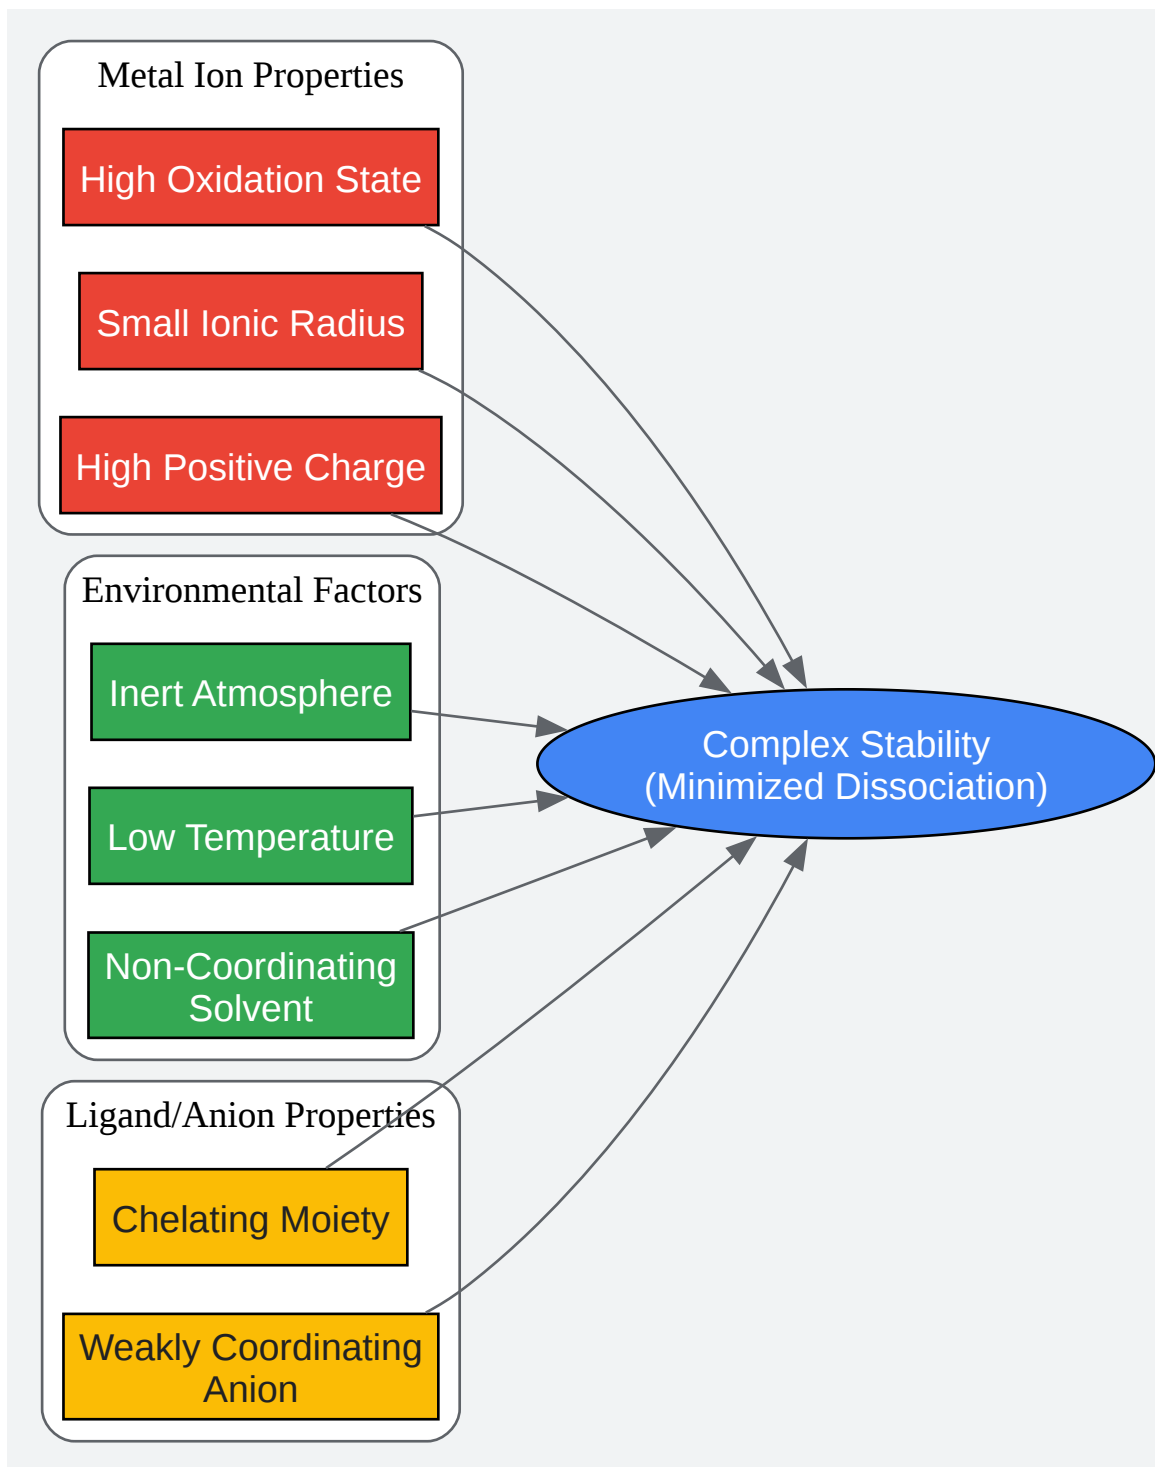 Metal Ion Properties
High Oxidation State
Small Ionic Radius
High Positive Charge
Environmental Factors
Inert Atmosphere
Low Temperature
Non-Coordinating
Solvent
Complex Stability
(Minimized Dissociation)
Ligand/Anion Properties
Chelating Moiety
Weakly Coordinating
Anion